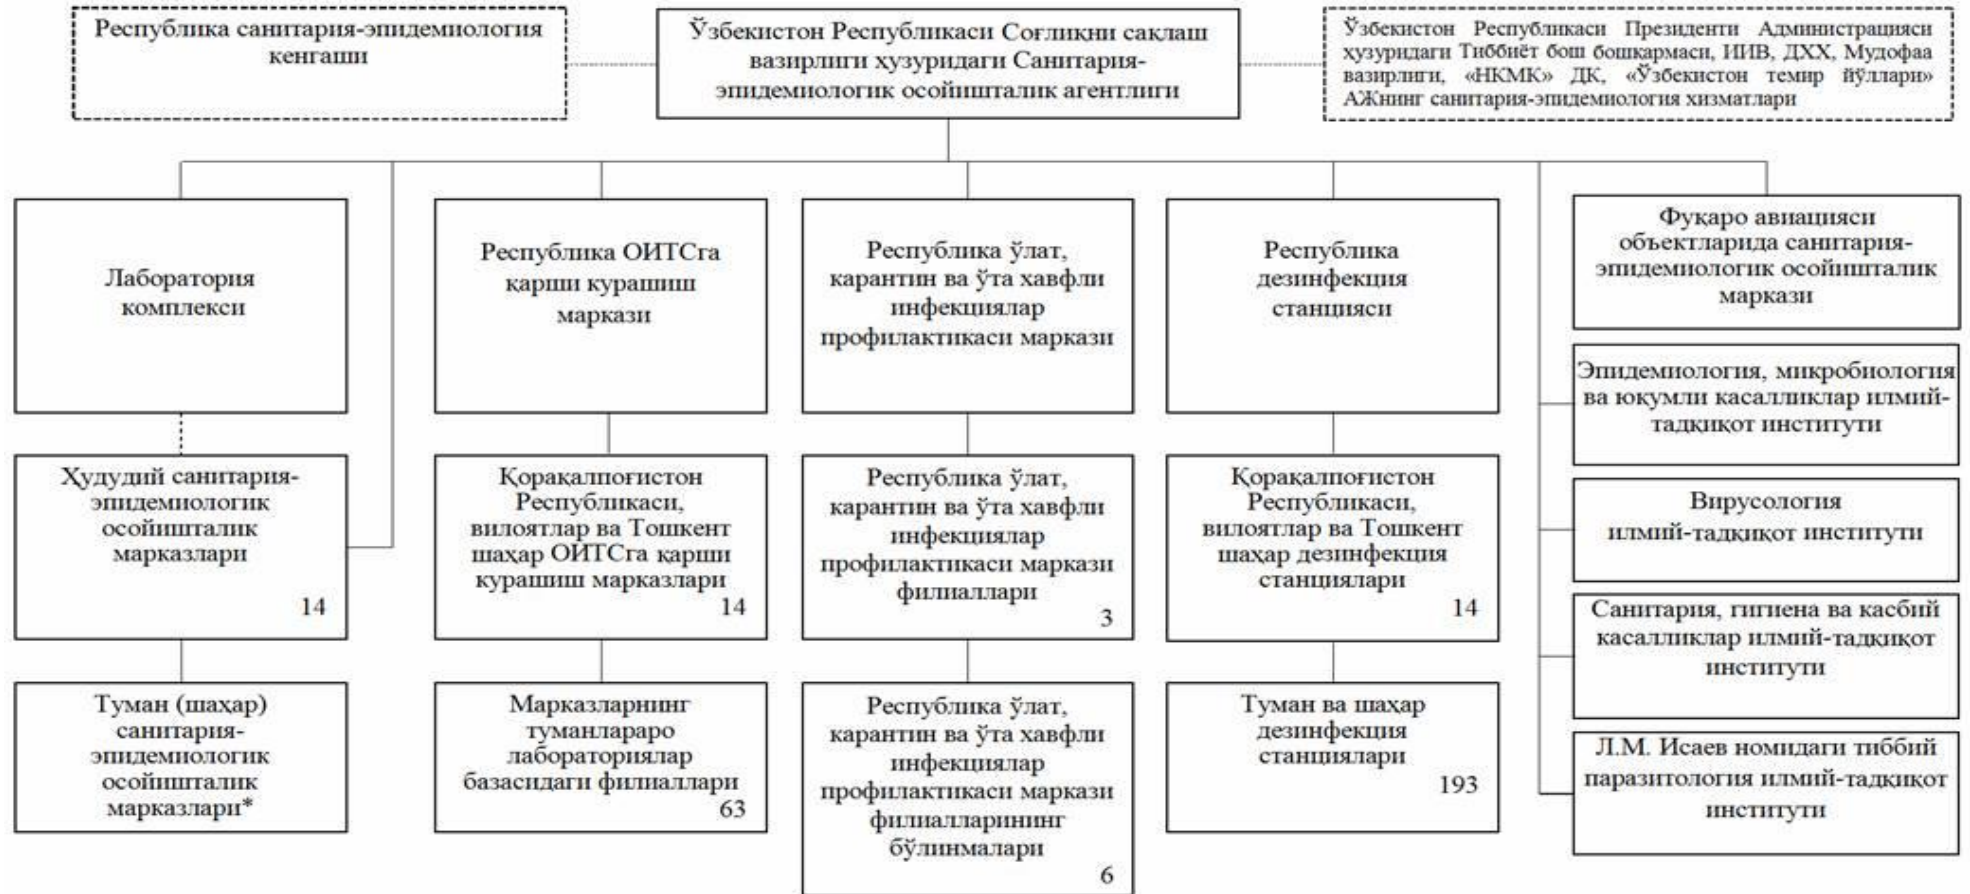 Республика санитария-эпидемиология
кенгаши
Ўзбекистон Республикаси Соғлиқни сақлаш
вазирлиги ҳузуридаги Санитария-
эпидемиологик осойишталик агентлиги
Ўзбекистон Республикаси Президенти Администрацияси
ҳузуридаги Тиббиёт бош бошқармаси, ИИВ, ДХХ, Мудофаа
вазирлиги, «НКМК» ДК, «Ўзбекистон темир йўллари»
АЖнинг санитария-эпидемиология хизматлари
Лаборатория
комплекси
Республика ОИТСга
қарши курашиш
маркази
Республика ўлат,
карантин ва ўта хавфли
инфекциялар
профилактикаси маркази
Республика
дезинфекция
станцияси
Фуқаро авиацияси
объектларида санитария-
эпидемиологик осойишталик
маркази
Эпидемиология, микробиология
ва юқумли касалликлар илмий-
тадқиқот институти
Ҳудудий санитария-
эпидемиологик
осойишталик
марказлари
14
Қорақалпоғистон
Республикаси,
вилоятлар ва Тошкент
шаҳар ОИТСга қарши
курашиш марказлари
14
Республика ўлат,
карантин ва ўта хавфли
инфекциялар
профилактикаси маркази
филиаллари
3
Қорақалпоғистон
Республикаси,
вилоятлар ва Тошкент
шаҳар дезинфекция
станциялари
14
Вирусология
илмий-тадқиқот институти
Санитария, гигиена ва касбий
касалликлар илмий-тадқиқот
институти
Туман (шаҳар)
санитария-
эпидемиологик
осойишталик
марказлари*
Марказларнинг
туманлараро
лабораториялар
базасидаги филиаллари
63
Республика ўлат,
карантин ва ўта хавфли
инфекциялар
профилактикаси маркази
филиалларининг
бўлинмалари
6
Туман ва шаҳар
дезинфекция
станциялари
193
Л.М. Исаев номидаги тиббий
паразитология илмий-тадқиқот
институти